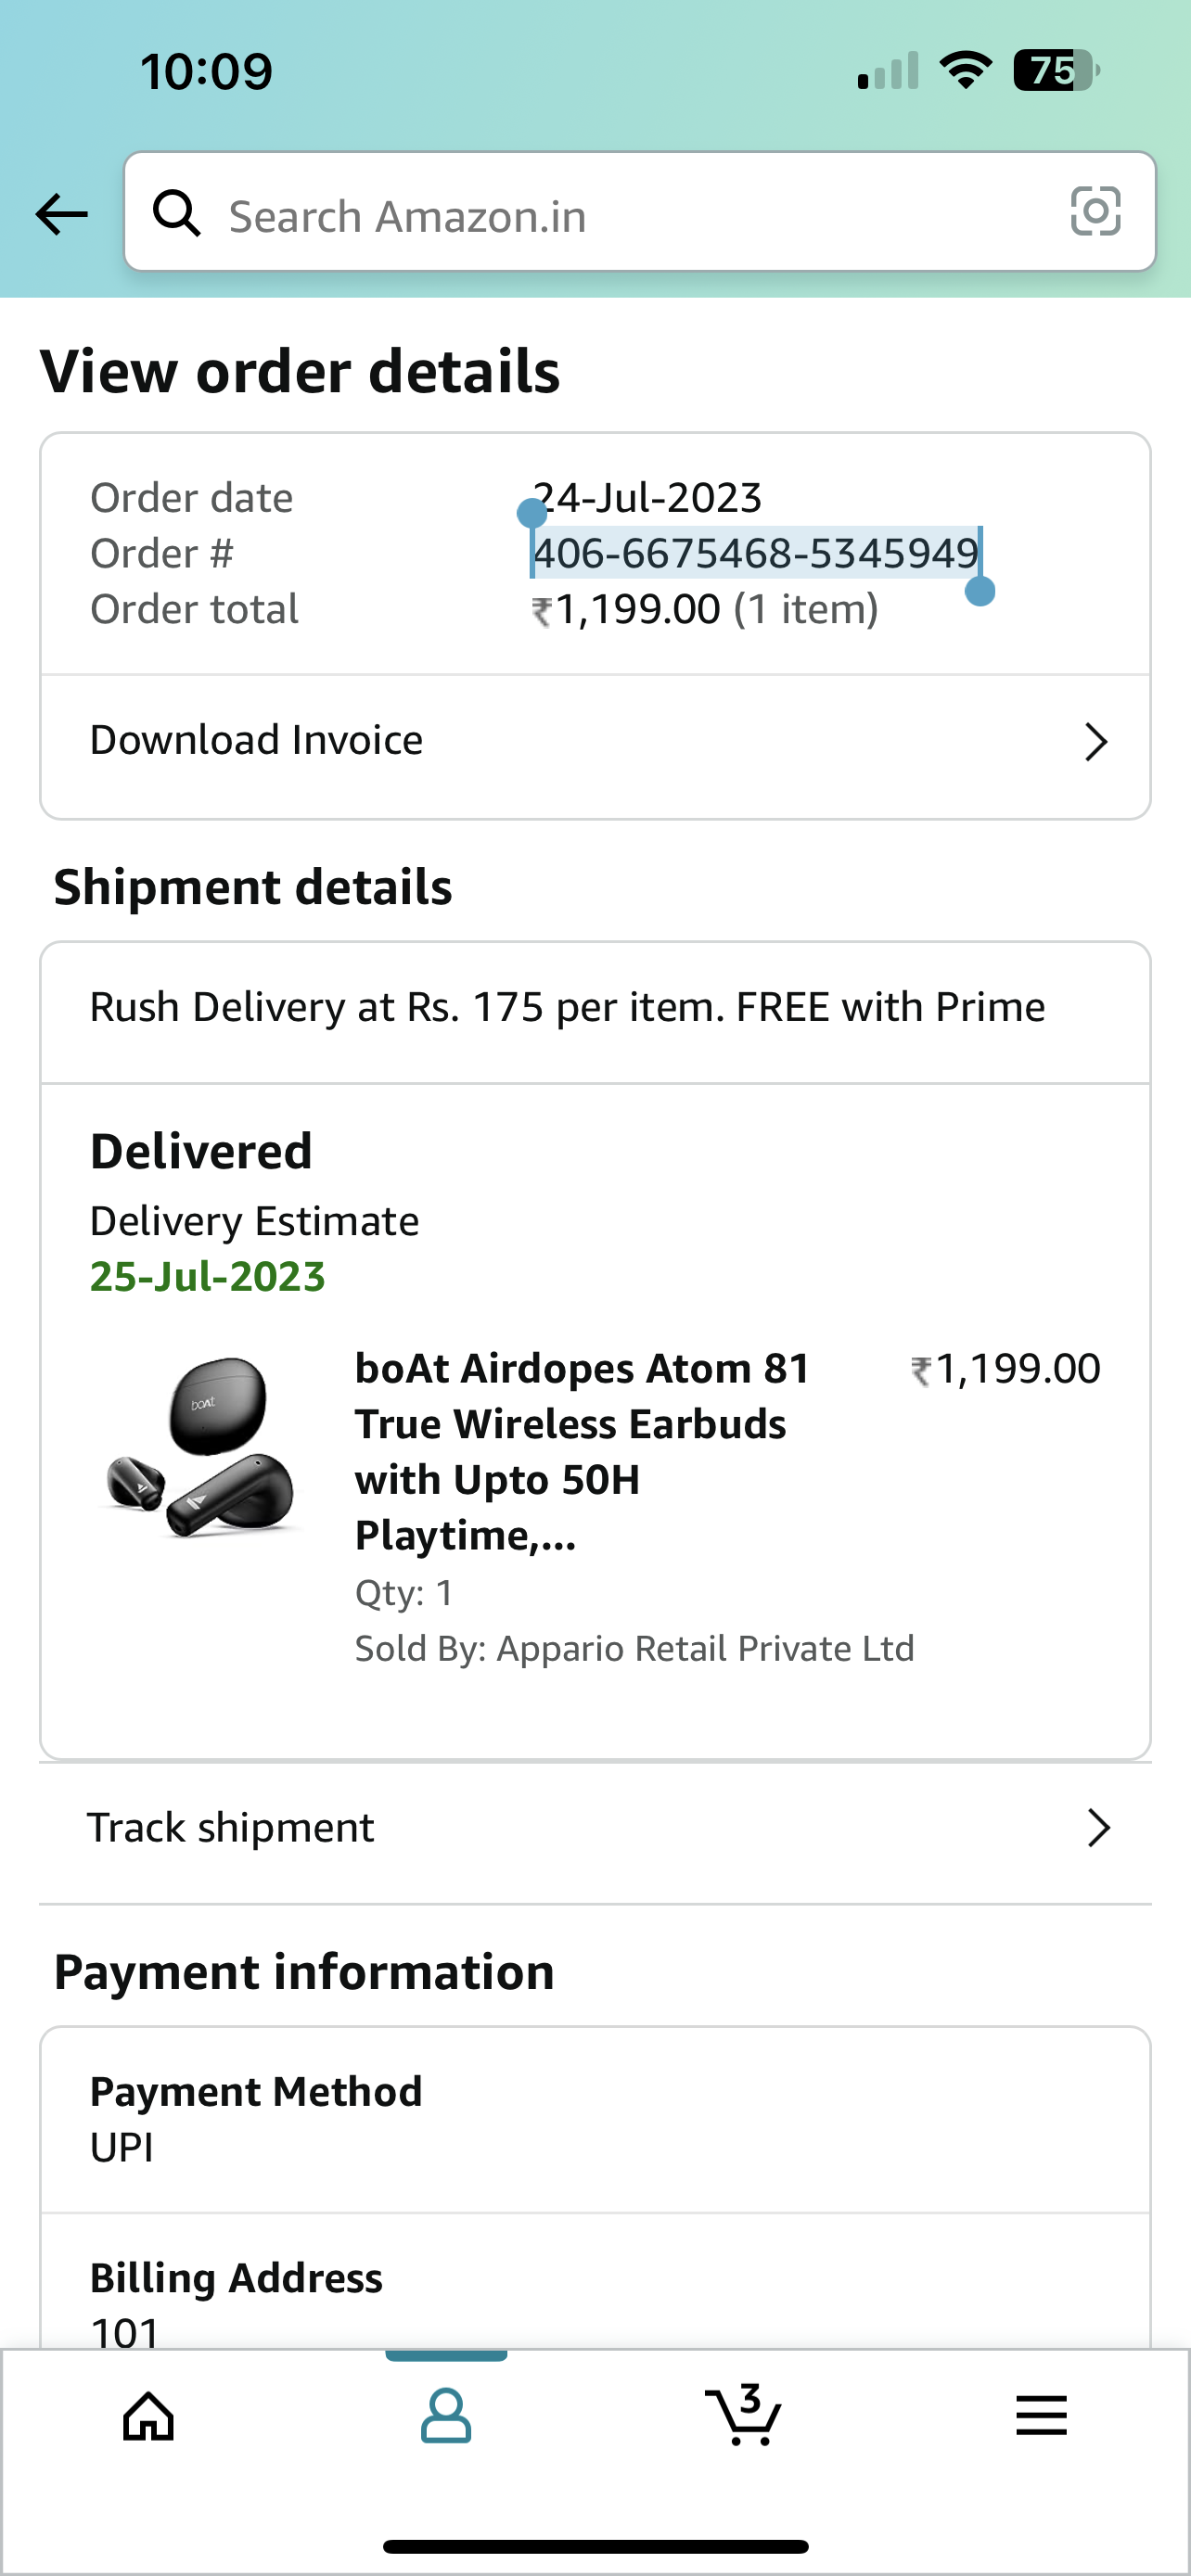 10:09
75
Search Amazon.in
View order details
Order date 24-Jul-2023
Order # 406-6675468-5345949
Order total ₹1,199.00 (1 item)
Download Invoice
Shipment details
Rush Delivery at Rs. 175 per item. FREE with Prime
Delivered
Delivery Estimate
25-Jul-2023
boAt
boAt Airdopes Atom 81 ₹1,199.00
True Wireless Earbuds
with Upto 50H
Playtime,...
Qty: 1
Sold By: Appario Retail Private Ltd
Track shipment
Payment information
Payment Method
UPI
Billing Address
101
3